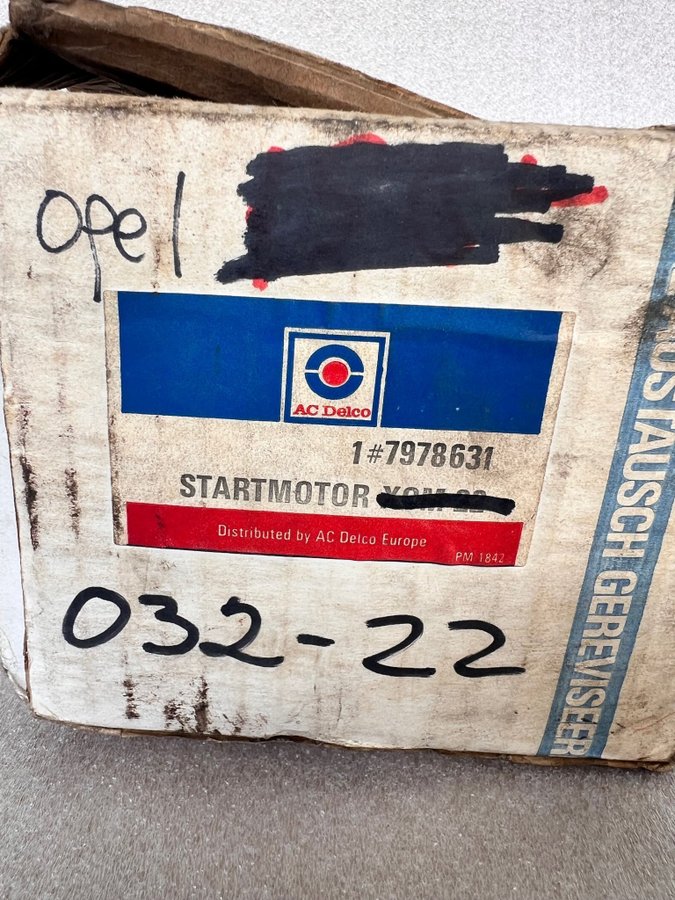 opel
AC Delco
1#7978631
STARTMOTOR
Distributed by AC Delco Europe
PM 1842
032-22
AUSTAUSCH GEREVISEER